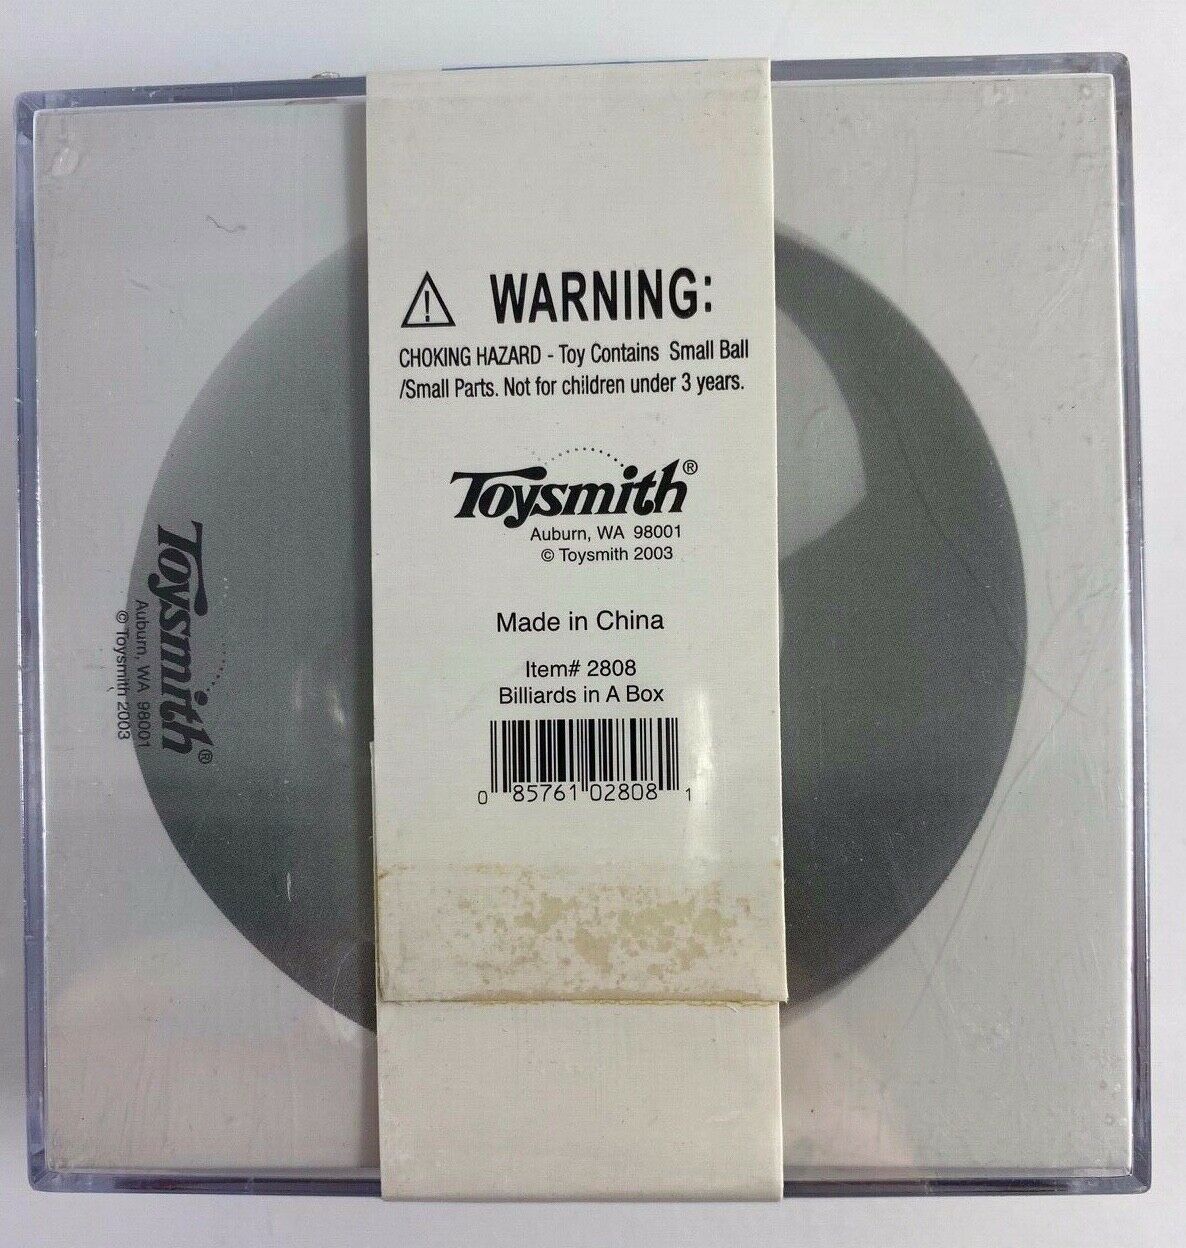 WARNING:
CHOKING HAZARD - Toy Contains Small Ball
/Small Parts. Not for children under 3 years.
Toysmith®
Auburn, WA 98001
© Toysmith 2003
Made in China
Item# 2808
Billiards in A Box
0 85761 02808 1
Toysmith®
Auburn, WA 98001
© Toysmith 2003